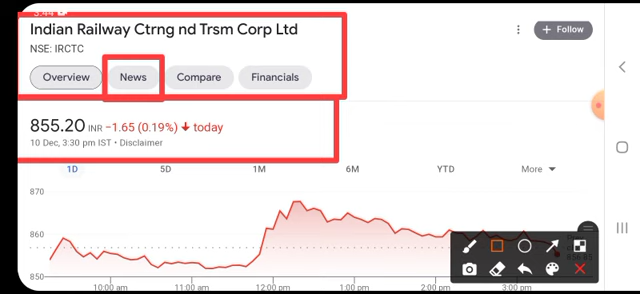 3:44
Indian Railway Ctrng nd Trsm Corp Ltd
+ Follow
NSE: IRCTC
Overview
News
Compare
Financials
855.20 INR −1.65 (0.19%) ↓ today
10 Dec, 3:30 pm IST • Disclaimer
1D 5D 1M 6M YTD More
870
860
850
10:00 am 11:00 am 12:00 pm 1:00 pm 2:00 pm 3:00 pm